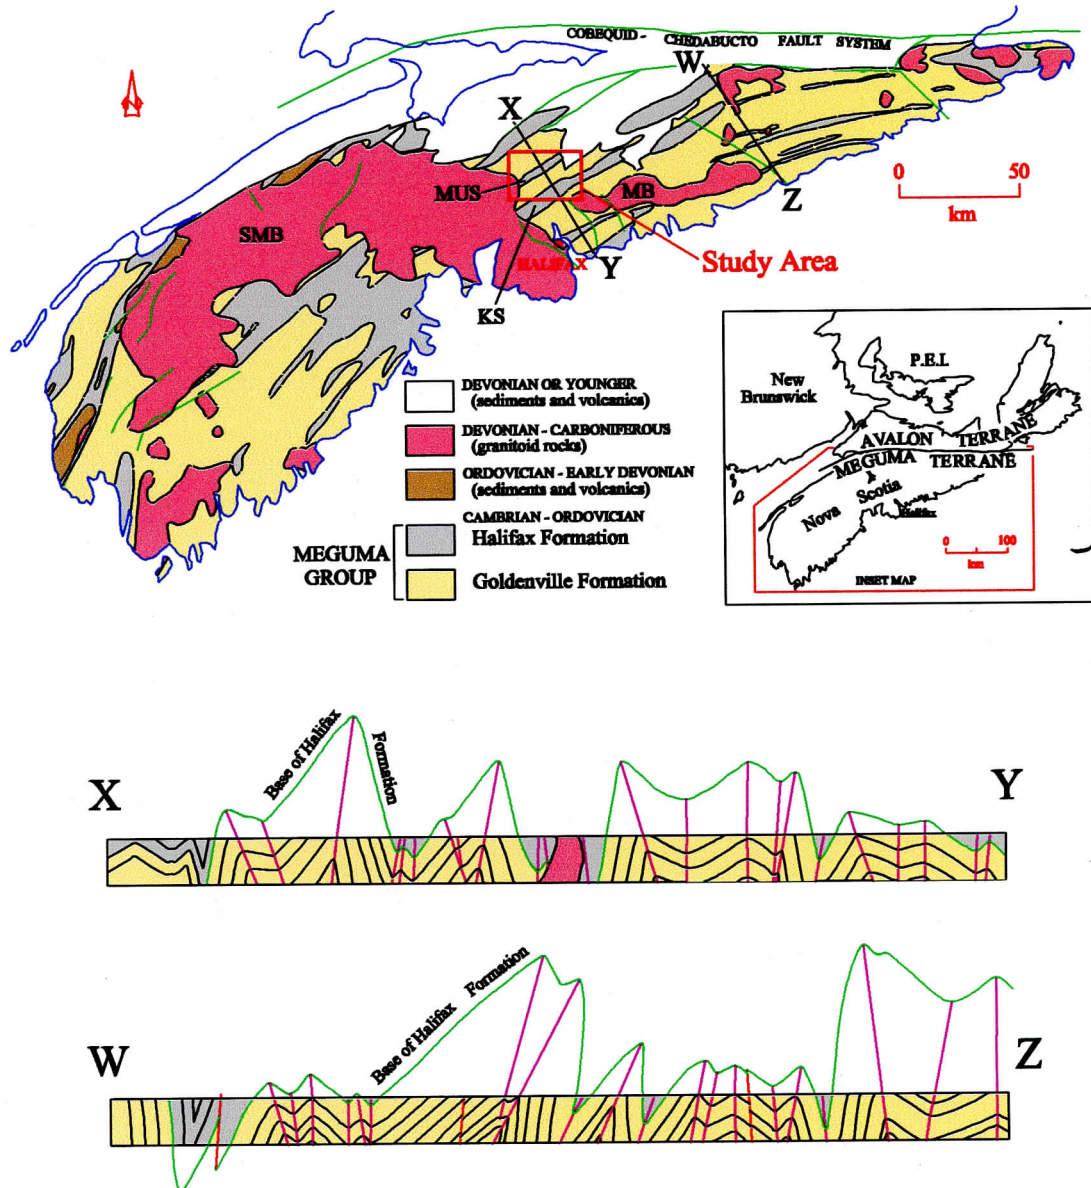 COBEQUID - CHEDABUCTO FAULT SYSTEM
W
X
MUS
MB
SMB
Z
0 50
km
HALIFAX
Y
Study Area
KS
DEVONIAN OR YOUNGER
(sediments and volcanics)
DEVONIAN - CARBONIFEROUS
(granitoid rocks)
ORDOVICIAN - EARLY DEVONIAN
(sediments and volcanics)
CAMBRIAN - ORDOVICIAN
MEGUMA
GROUP
Halifax Formation
Goldenville Formation
P.E.I.
New
Brunswick
AVALON TERRANE
MEGUMA TERRANE
Nova Scotia
Halifax
0 100
km
INSET MAP
X
Base of Halifax Formation
Y
W
Base of Halifax Formation
Z